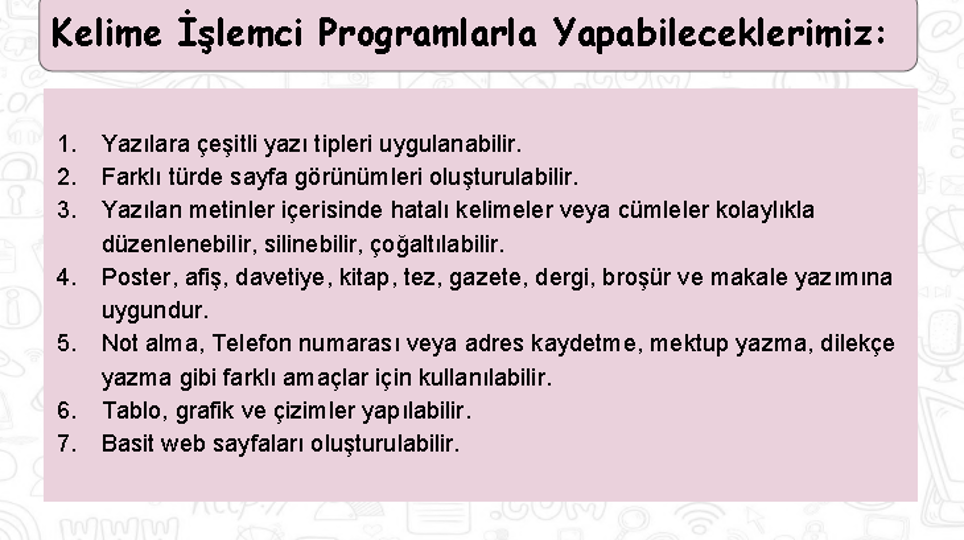 Kelime İşlemci Programlarla Yapabileceklerimiz:
1. Yazılara çeşitli yazı tipleri uygulanabilir.
2. Farklı türde sayfa görünümleri oluşturulabilir.
3. Yazılan metinler içerisinde hatalı kelimeler veya cümleler kolaylıkla
düzenlenebilir, silinebilir, çoğaltılabilir.
4. Poster, afiş, davetiye, kitap, tez, gazete, dergi, broşür ve makale yazımına
uygundur.
5. Not alma, Telefon numarası veya adres kaydetme, mektup yazma, dilekçe
yazma gibi farklı amaçlar için kullanılabilir.
6. Tablo, grafik ve çizimler yapılabilir.
7. Basit web sayfaları oluşturulabilir.
http://
www